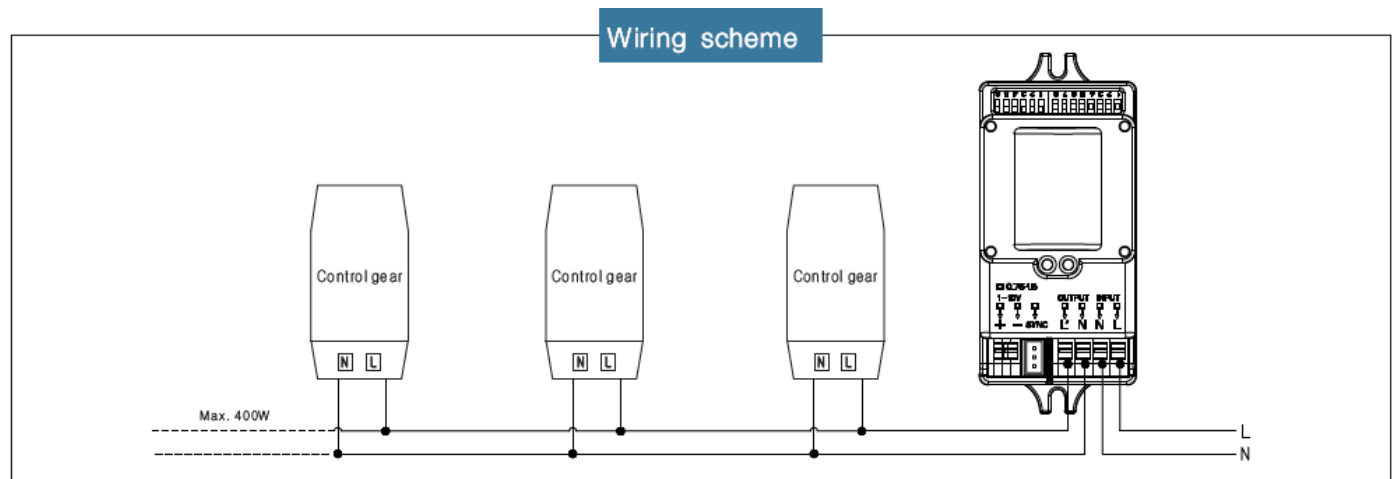 Wiring scheme
Control gear
Control gear
Control gear
1-10V
OUTPUT INPUT
+ - SYNC L' N N L
N L
N L
N L
Max. 400W
L
N